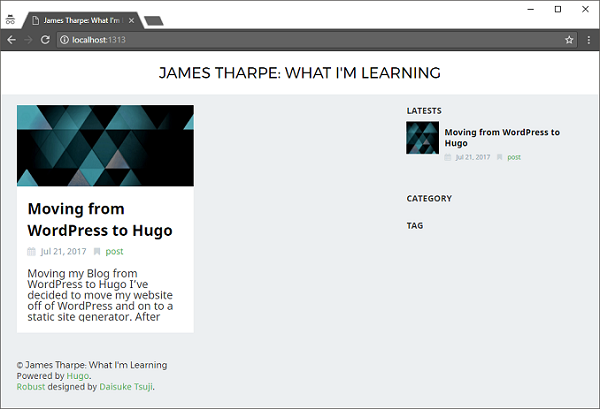 James Tharpe: What I'm
localhost:1313
JAMES THARPE: WHAT I'M LEARNING
Moving from
WordPress to Hugo
Jul 21, 2017 post
Moving my Blog from
WordPress to Hugo I've
decided to move my website
off of WordPress and on to a
static site generator. After
LATESTS
Moving from WordPress to
Hugo
Jul 21, 2017 post
CATEGORY
TAG
© James Tharpe: What I'm Learning
Powered by Hugo.
Robust designed by Daisuke Tsuji.